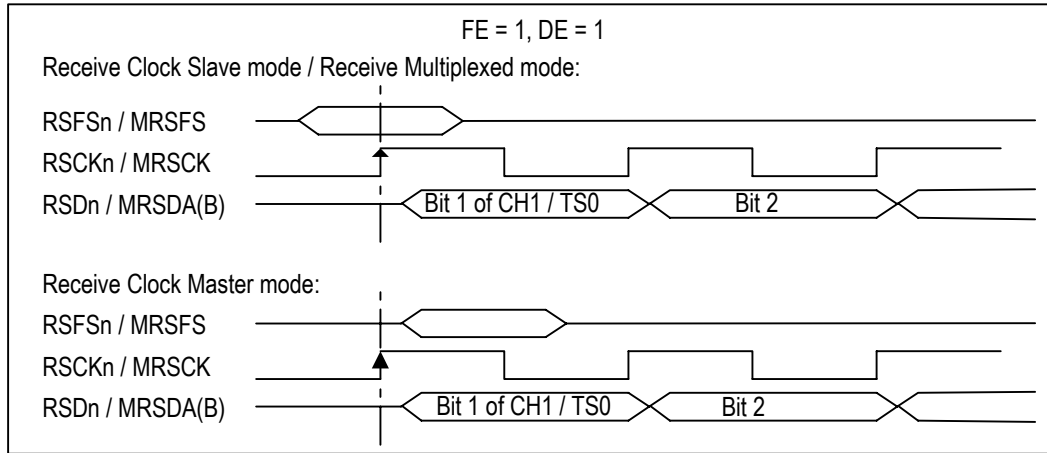 FE = 1, DE = 1
Receive Clock Slave mode / Receive Multiplexed mode:
RSFSn / MRSFS
RSCKn / MRSCK
RSDn / MRSDA(B)
Bit 1 of CH1 / TS0
Bit 2
Receive Clock Master mode:
RSFSn / MRSFS
RSCKn / MRSCK
RSDn / MRSDA(B)
Bit 1 of CH1 / TS0
Bit 2